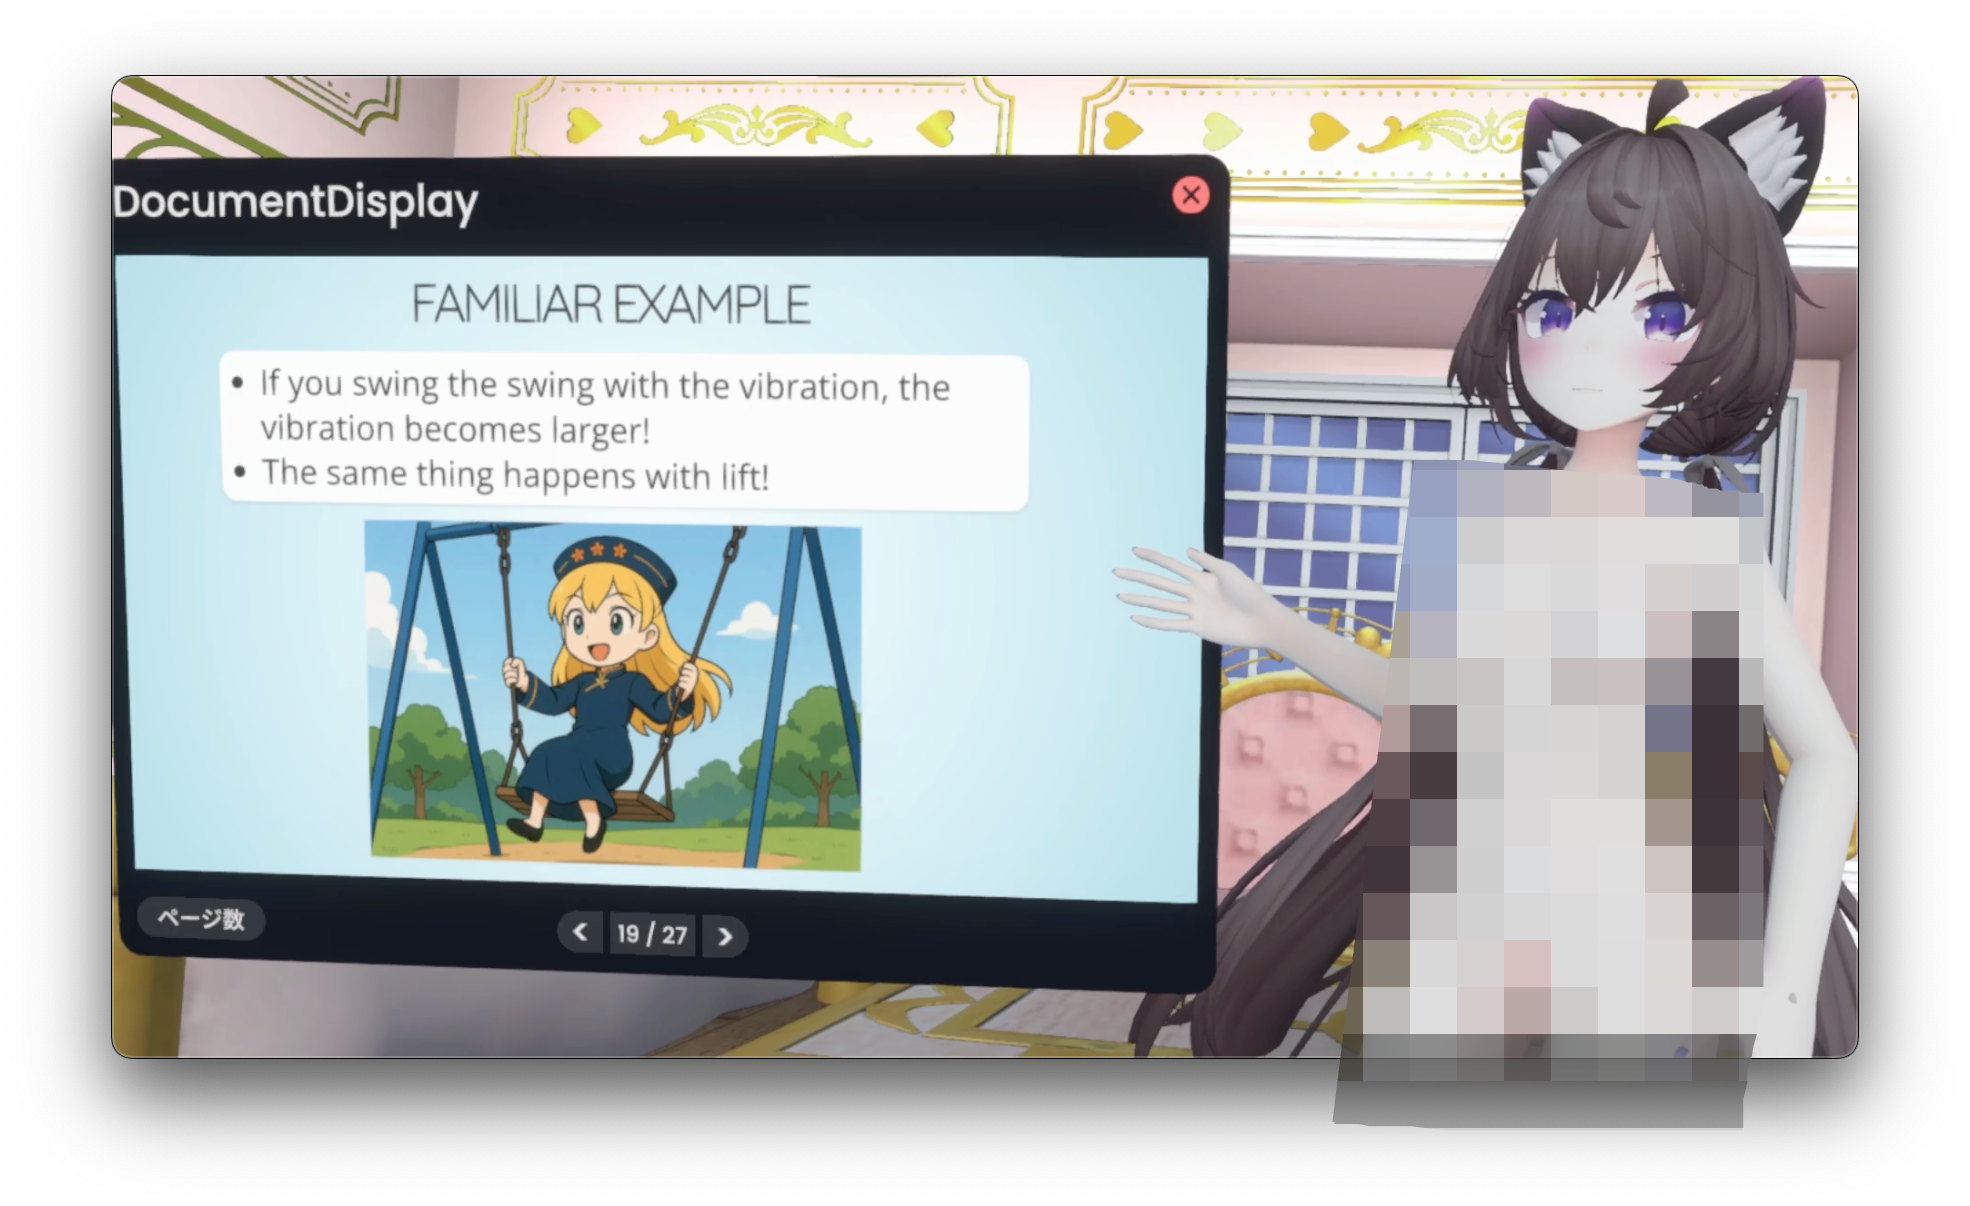 DocumentDisplay
FAMILIAR EXAMPLE
• If you swing the swing with the vibration, the
vibration becomes larger!
• The same thing happens with lift!
ページ数
19 / 27